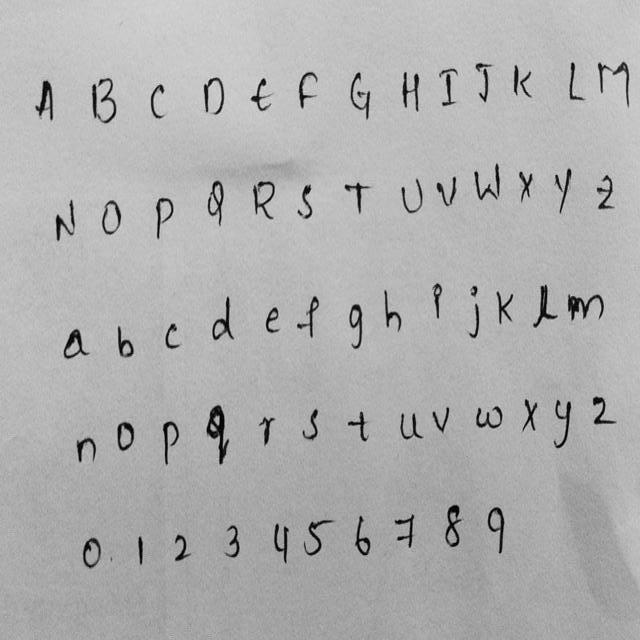 A B C D E F G H I J K L M
N O P Q R S T U V W X Y Z
a b c d e f g h i j k l m
n o p q r s t u v w x y z
0 1 2 3 4 5 6 7 8 9